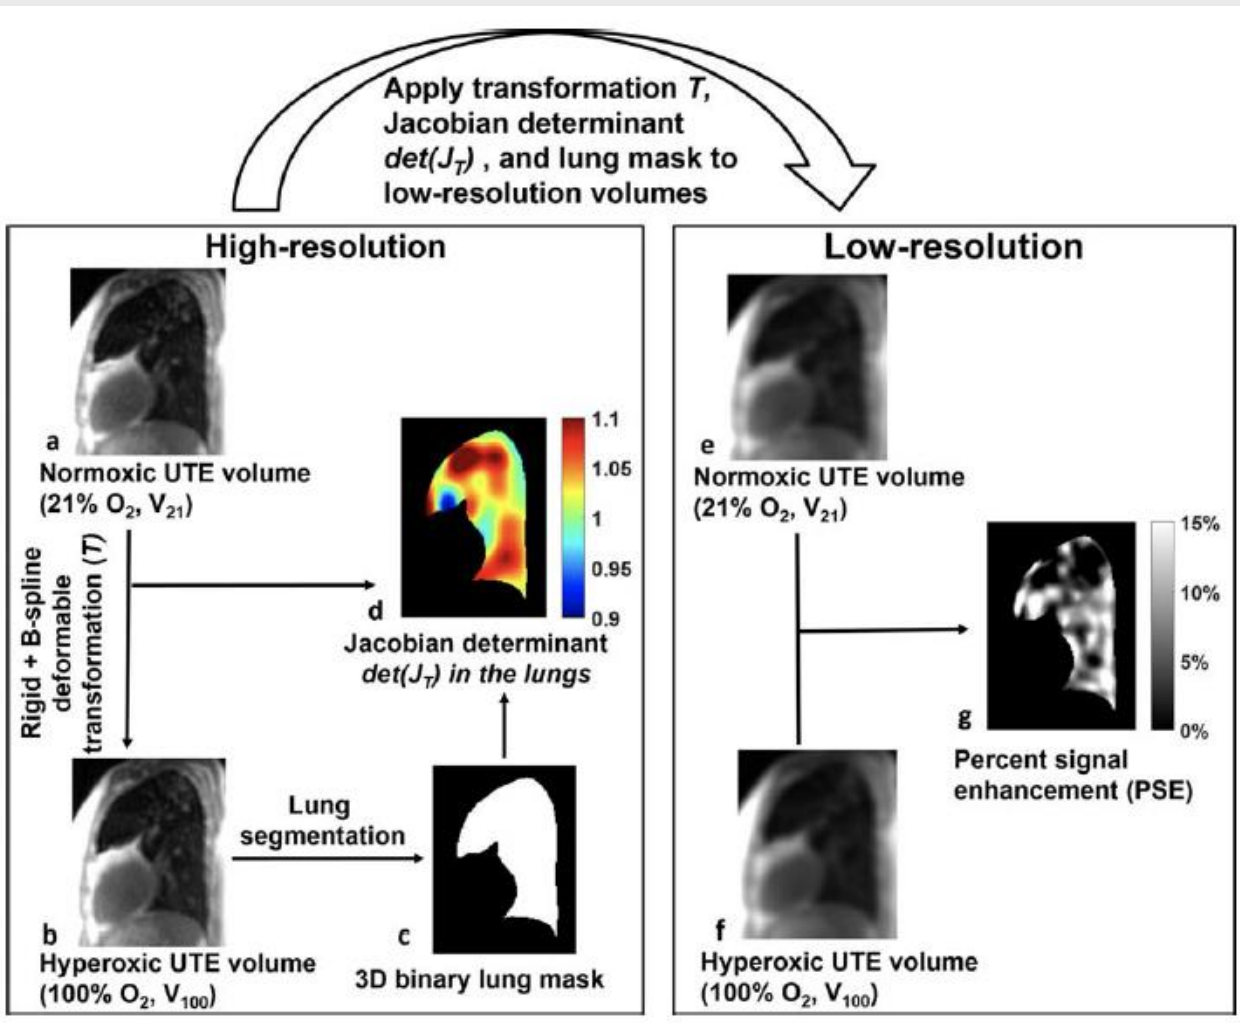 Apply transformation T,
Jacobian determinant
det(J_T) , and lung mask to
low-resolution volumes
High-resolution
a
Normoxic UTE volume
(21% O₂, V₂₁)
Rigid + B-spline
deformable
transformation (T)
1.1
1.05
1
0.95
0.9
d
Jacobian determinant
det(J_T) in the lungs
Lung
segmentation
b
Hyperoxic UTE volume
(100% O₂, V₁₀₀)
c
3D binary lung mask
Low-resolution
e
Normoxic UTE volume
(21% O₂, V₂₁)
15%
10%
5%
0%
g
Percent signal
enhancement (PSE)
f
Hyperoxic UTE volume
(100% O₂, V₁₀₀)